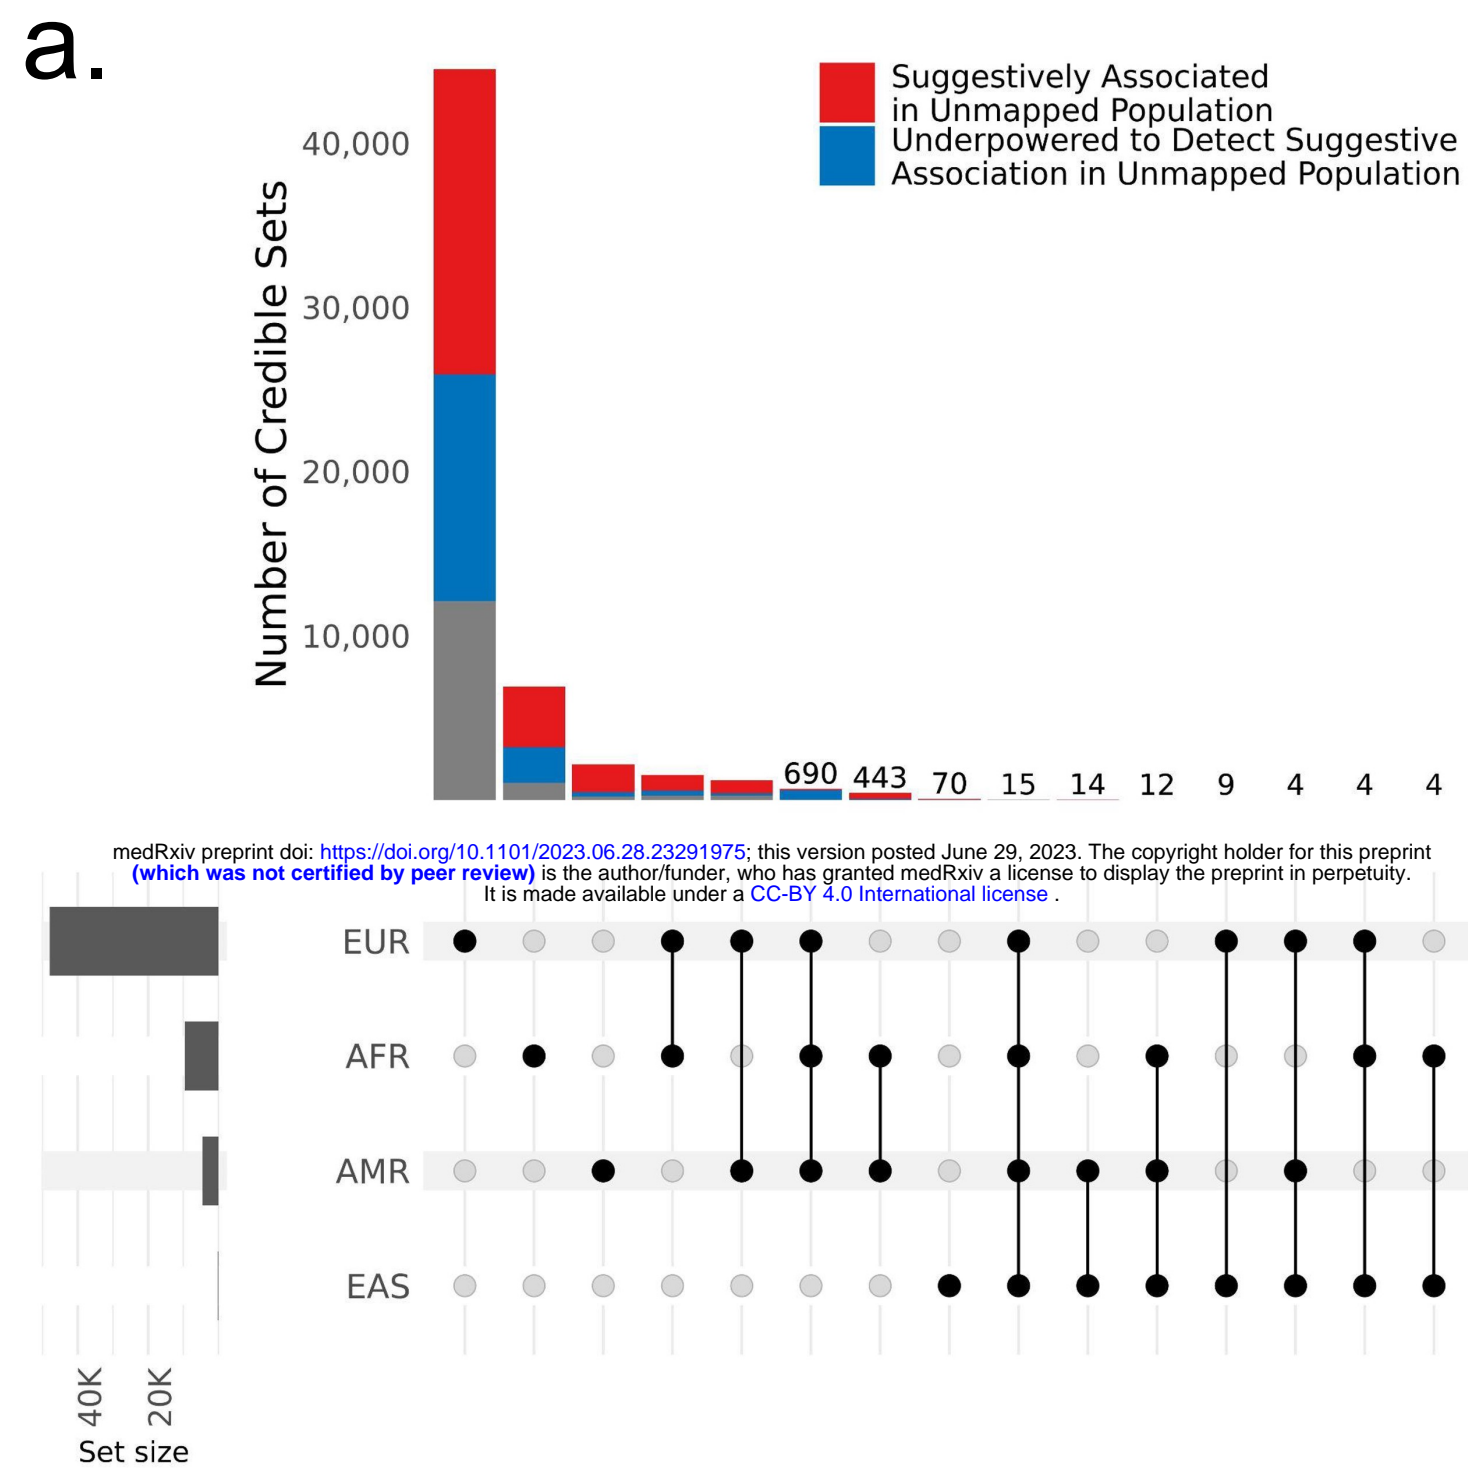 a.
Suggestively Associated
in Unmapped Population
Underpowered to Detect Suggestive
Association in Unmapped Population
Number of Credible Sets
40,000
30,000
20,000
10,000
690 443 70 15 14 12 9 4 4 4
medRxiv preprint doi: https://doi.org/10.1101/2023.06.28.23291975; this version posted June 29, 2023. The copyright holder for this preprint
(which was not certified by peer review) is the author/funder, who has granted medRxiv a license to display the preprint in perpetuity.
It is made available under a CC-BY 4.0 International license .
EUR
AFR
AMR
EAS
40K 20K
Set size